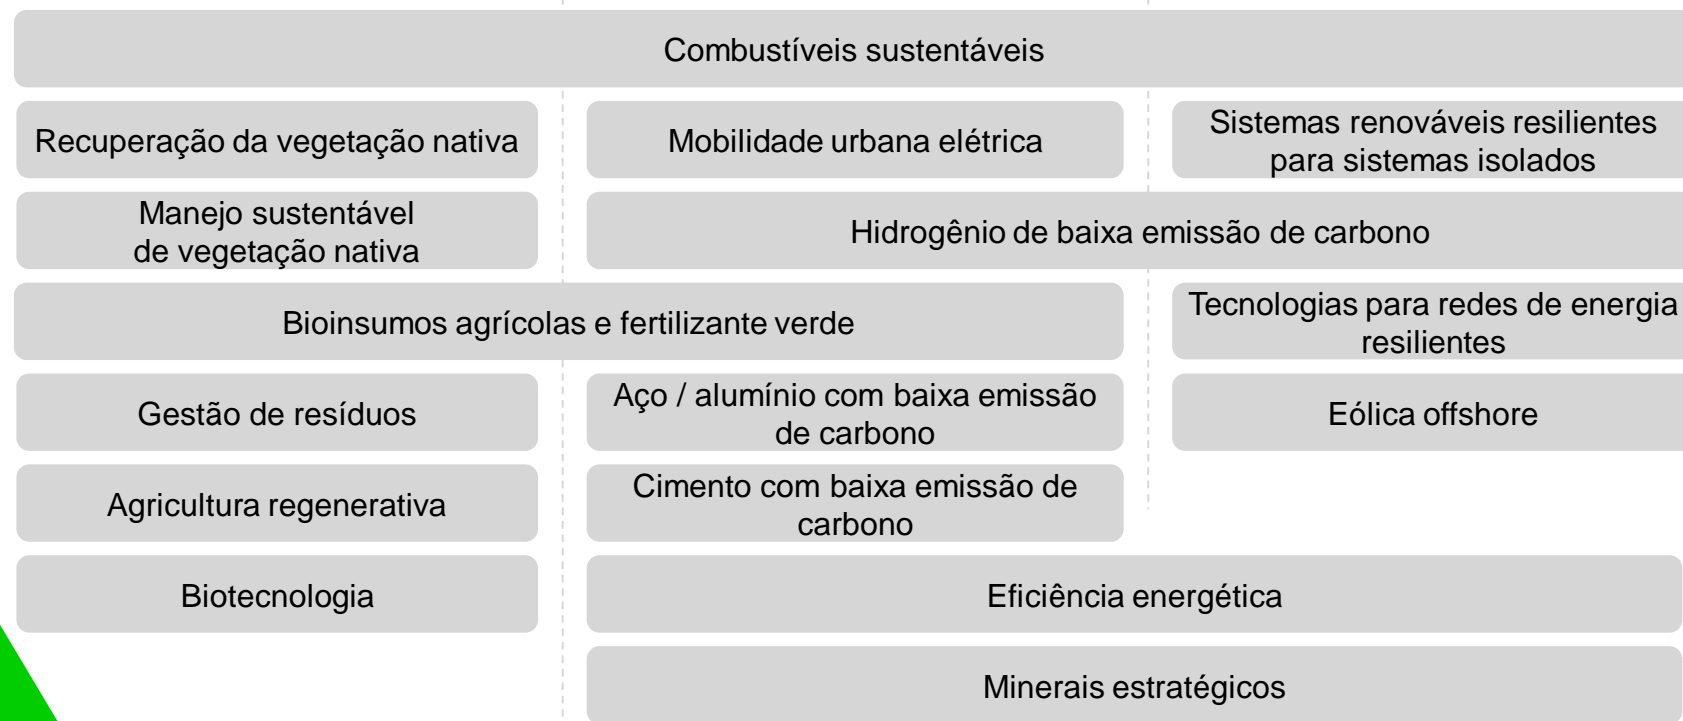 Combustíveis sustentáveis
Recuperação da vegetação nativa
Mobilidade urbana elétrica
Sistemas renováveis resilientes
para sistemas isolados
Manejo sustentável
de vegetação nativa
Hidrogênio de baixa emissão de carbono
Bioinsumos agrícolas e fertilizante verde
Tecnologias para redes de energia
resilientes
Gestão de resíduos
Aço / alumínio com baixa emissão
de carbono
Eólica offshore
Agricultura regenerativa
Cimento com baixa emissão de
carbono
Biotecnologia
Eficiência energética
Minerais estratégicos